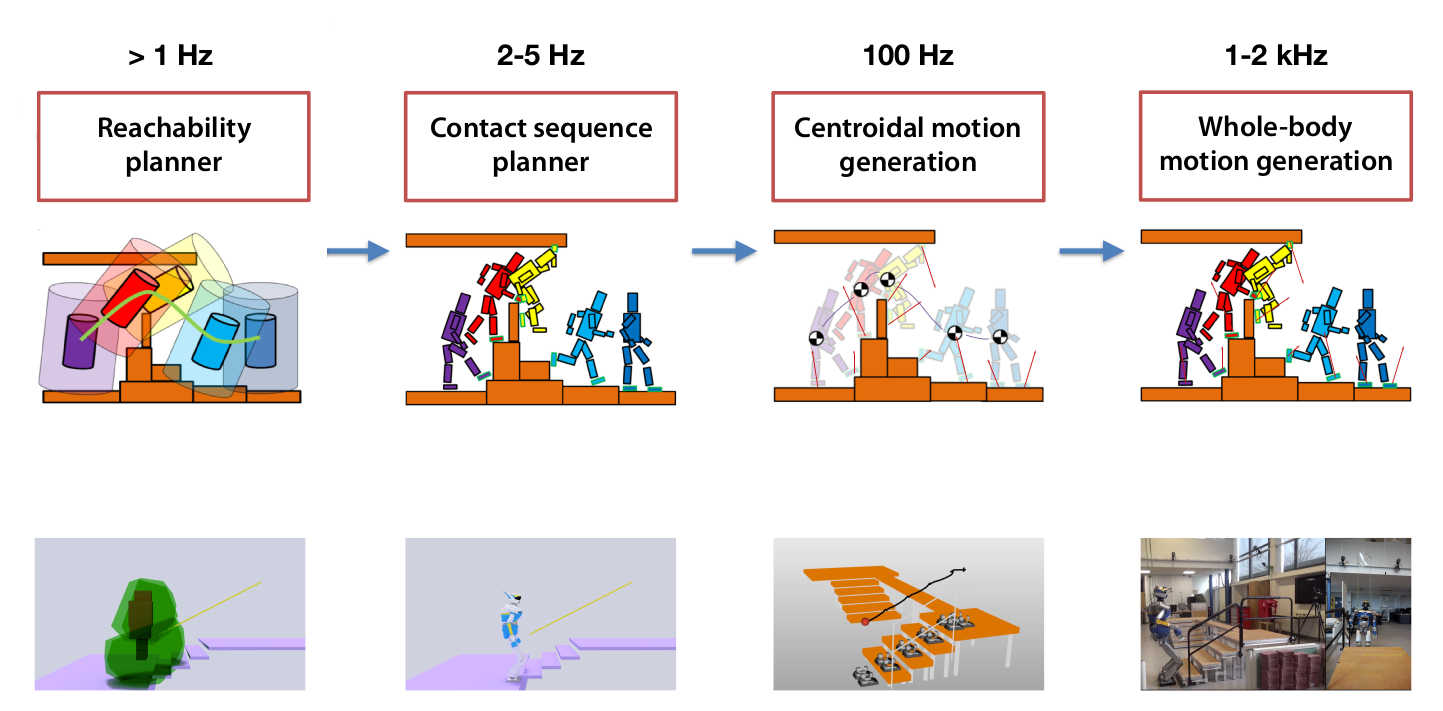 > 1 Hz
2-5 Hz
100 Hz
1-2 kHz
Reachability
planner
Contact sequence
planner
Centroidal motion
generation
Whole-body
motion generation